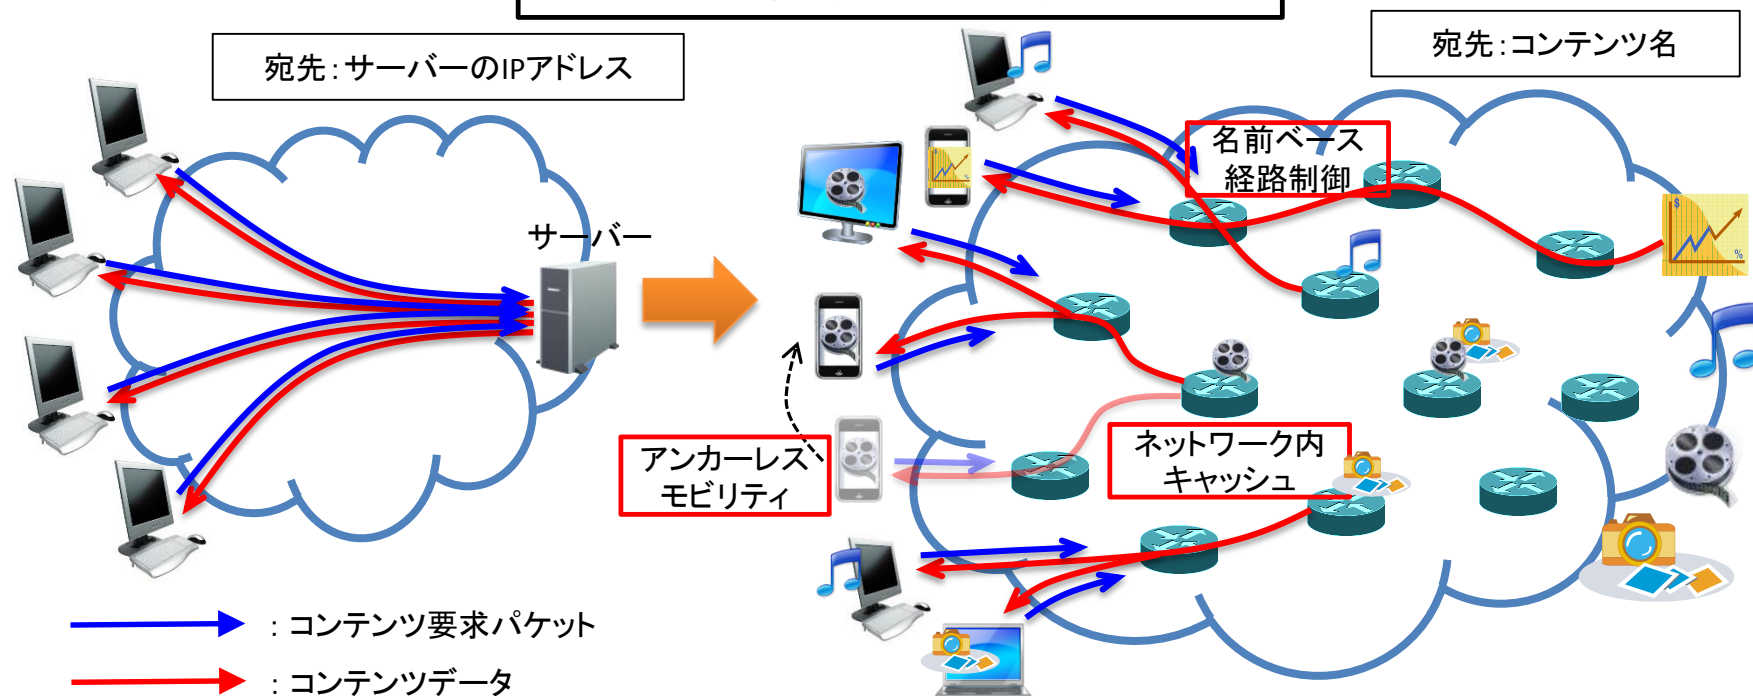 宛先：サーバーのIPアドレス
宛先：コンテンツ名
名前ベース
経路制御
サーバー
アンカーレス
モビリティ
ネットワーク内
キャッシュ
：コンテンツ要求パケット
：コンテンツデータ